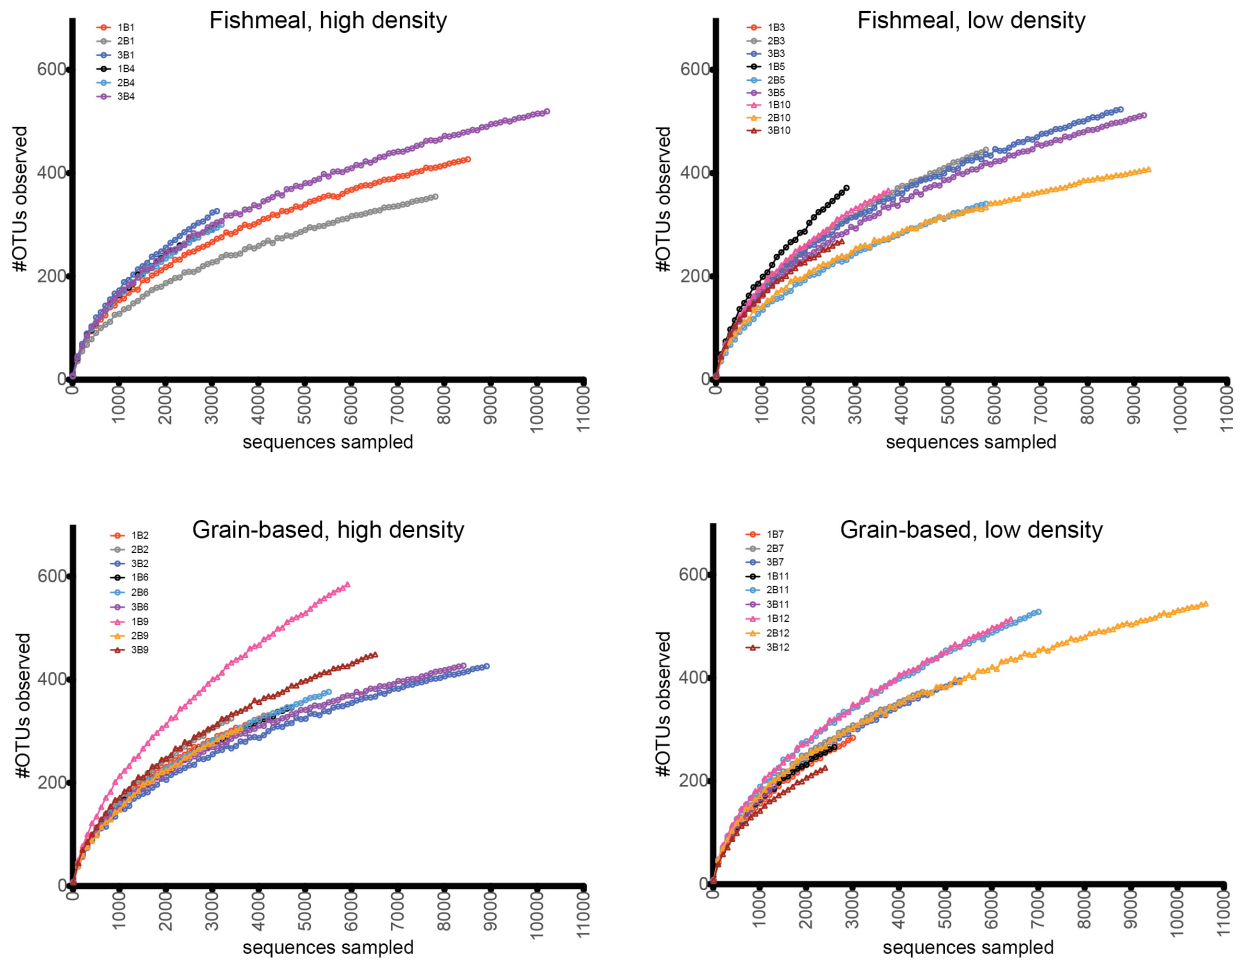 Fishmeal, high density
1B1
2B1
3B1
1B4
2B4
3B4
#OTUs observed
600
400
200
0
0 1000 2000 3000 4000 5000 6000 7000 8000 9000 10000 11000
sequences sampled
Fishmeal, low density
1B3
2B3
3B3
1B5
2B5
3B5
1B10
2B10
3B10
#OTUs observed
600
400
200
0
0 1000 2000 3000 4000 5000 6000 7000 8000 9000 10000 11000
sequences sampled
Grain-based, high density
1B2
2B2
3B2
1B6
2B6
3B6
1B9
2B9
3B9
#OTUs observed
600
400
200
0
0 1000 2000 3000 4000 5000 6000 7000 8000 9000 10000 11000
sequences sampled
Grain-based, low density
1B7
2B7
3B7
1B11
2B11
3B11
1B12
2B12
3B12
#OTUs observed
600
400
200
0
0 1000 2000 3000 4000 5000 6000 7000 8000 9000 10000 11000
sequences sampled